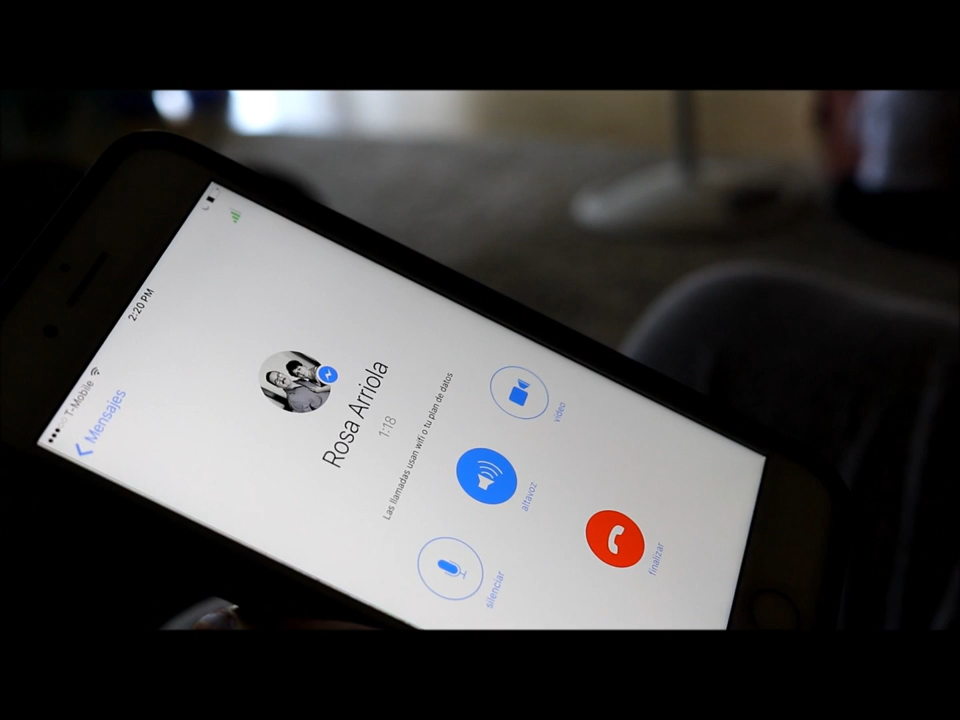 T-Mobile
2:20 PM
Mensajes
Rosa Arriola
1:18
Las llamadas usan wifi o tu plan de datos
silenciar
altavoz
video
finalizar